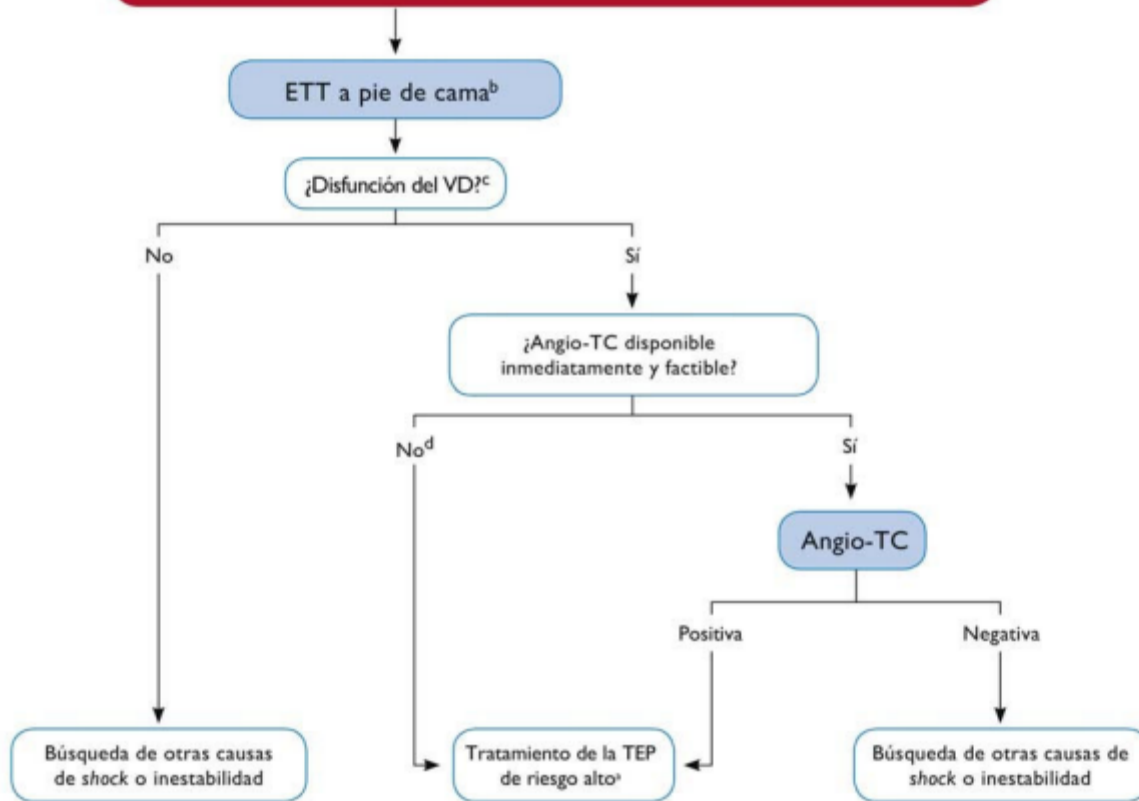 ETT a pie de camaᵇ
¿Disfunción del VD?ᶜ
No
Sí
¿Angio-TC disponible
inmediatamente y factible?
Noᵈ
Sí
Angio-TC
Positiva
Negativa
Búsqueda de otras causas
de shock o inestabilidad
Tratamiento de la TEP
de riesgo altoᵃ
Búsqueda de otras causas de
shock o inestabilidad